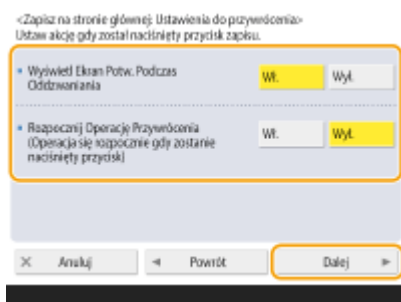 <Zapisz na stronie głównej: Ustawienia do przywrócenia>
Ustaw akcję gdy został naciśnięty przycisk zapisu.
Wyświetl Ekran Potw. Podczas Wł. Wył.
Oddzwaniania
Rozpocznij Operację Przywrócenia Wł. Wył.
(Operacja się rozpocznie gdy zostanie
naciśnięty przycisk)
Anuluj Powrót Dalej